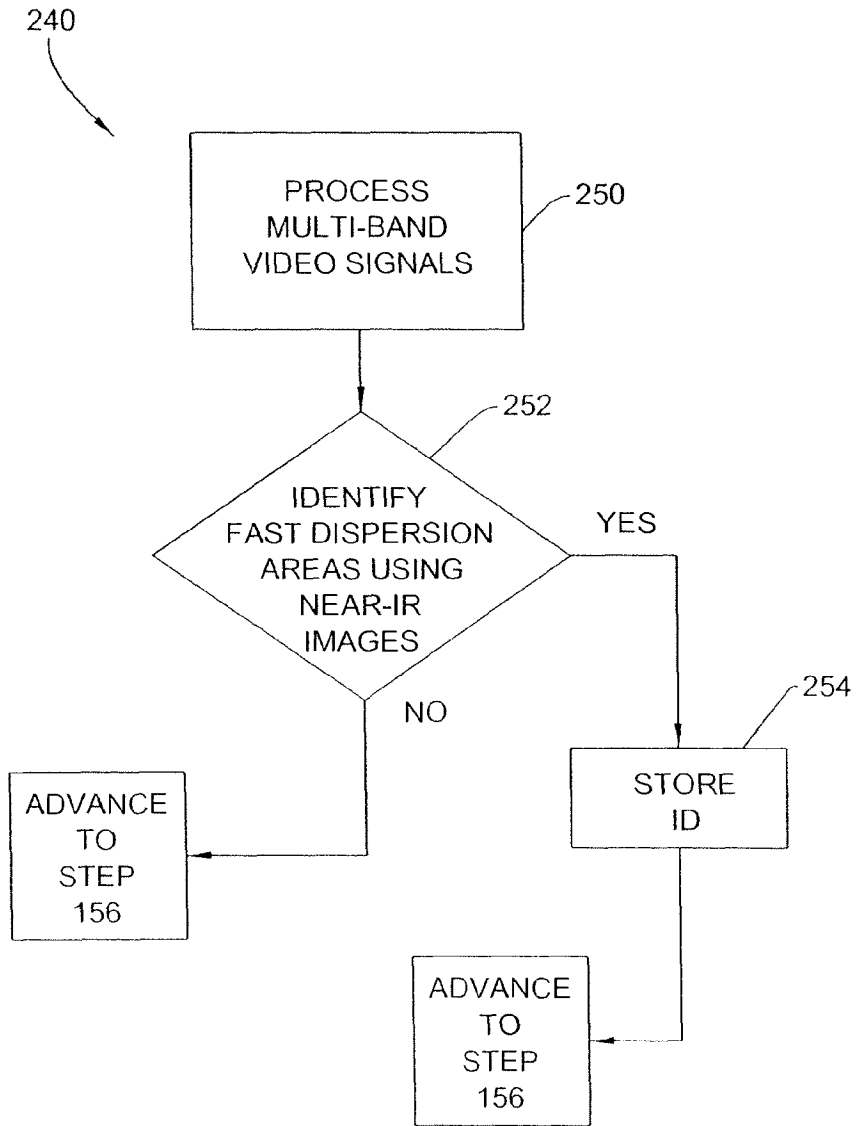 240
PROCESS
MULTI-BAND
VIDEO SIGNALS
250
252
IDENTIFY
FAST DISPERSION
AREAS USING
NEAR-IR
IMAGES
YES
NO
254
STORE
ID
ADVANCE
TO
STEP
156
ADVANCE
TO
STEP
156